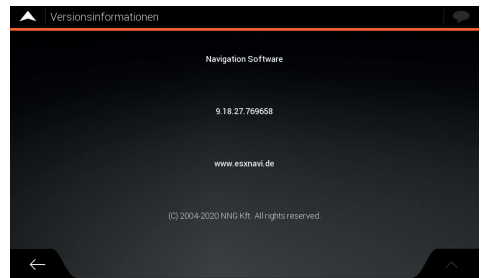 Versionsinformationen
Navigation Software
9.18.27.769658
www.esxnavi.de
(C) 2004-2020 NNG Kft. All rights reserved.